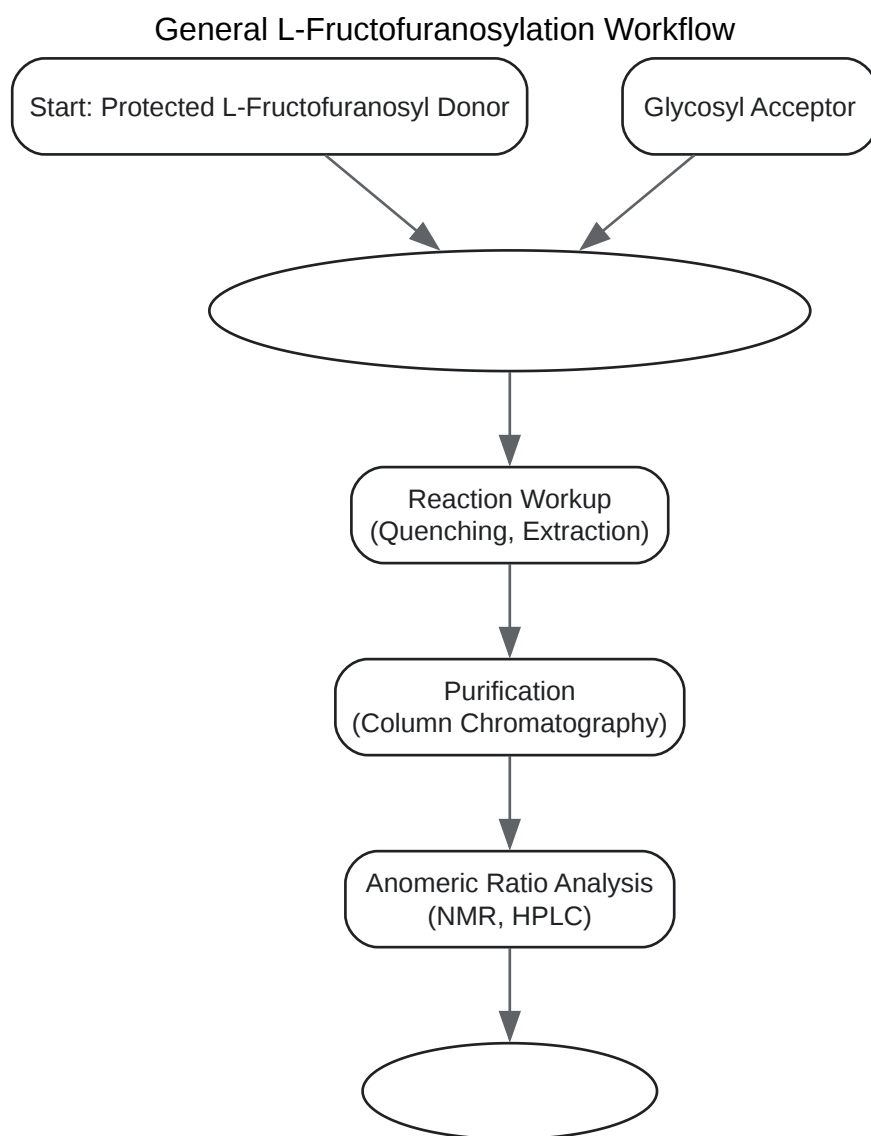 General L-Fructofuranosylation Workflow
Start: Protected L-Fructofuranosyl Donor
Glycosyl Acceptor
Reaction Workup
(Quenching, Extraction)
Purification
(Column Chromatography)
Anomeric Ratio Analysis
(NMR, HPLC)